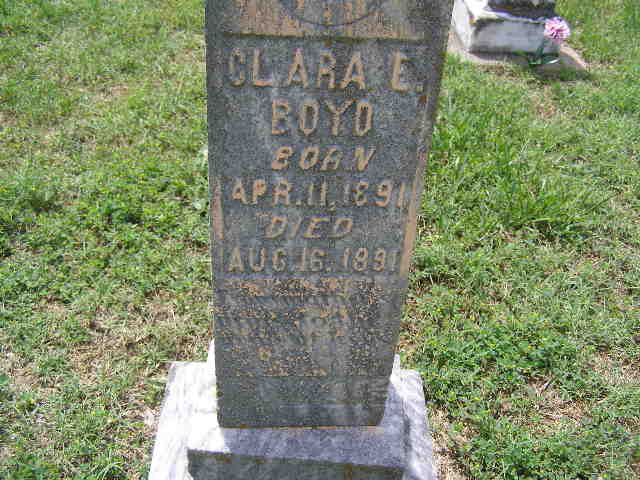 CLARA E.
BOYD
BORN
APR. 11, 1891
DIED
AUG. 16, 1891